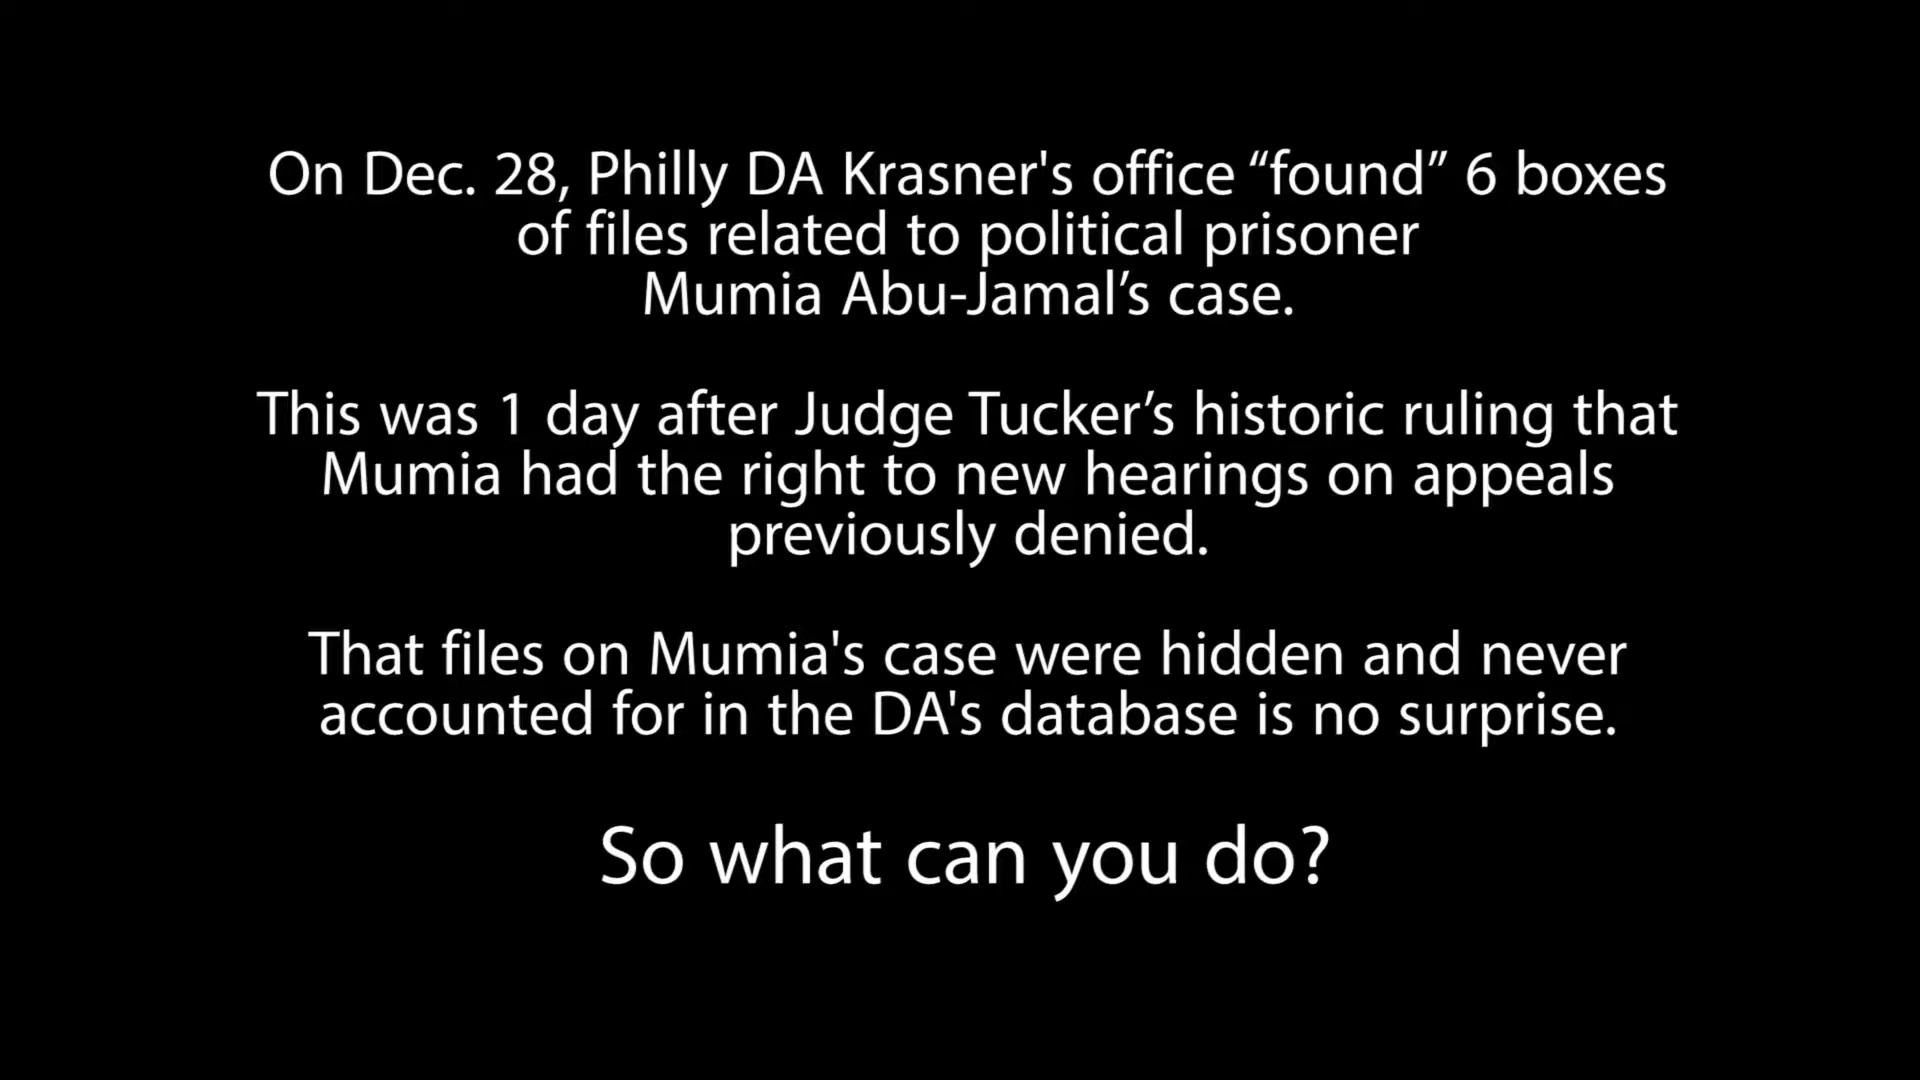 On Dec. 28, Philly DA Krasner's office “found” 6 boxes
of files related to political prisoner
Mumia Abu-Jamal’s case.
This was 1 day after Judge Tucker’s historic ruling that
Mumia had the right to new hearings on appeals
previously denied.
That files on Mumia's case were hidden and never
accounted for in the DA's database is no surprise.
So what can you do?